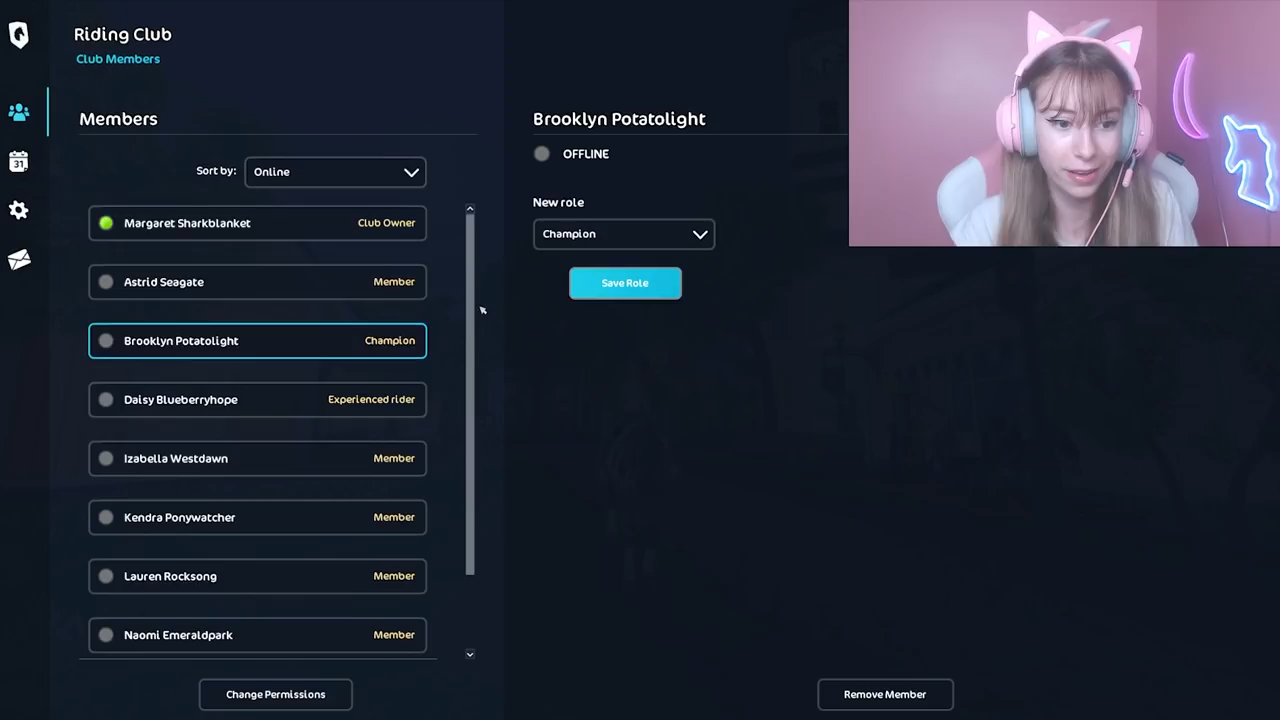 Riding Club
Club Members
31
Members
Sort by: Online
Margaret Sharkblanket Club Owner
Astrid Seagate Member
Brooklyn Potatolight Champion
Daisy Blueberryhope Experienced rider
Izabella Westdawn Member
Kendra Ponywatcher Member
Lauren Rocksong Member
Naomi Emeraldpark Member
Change Permissions
Brooklyn Potatolight
OFFLINE
New role
Champion
Save Role
Remove Member